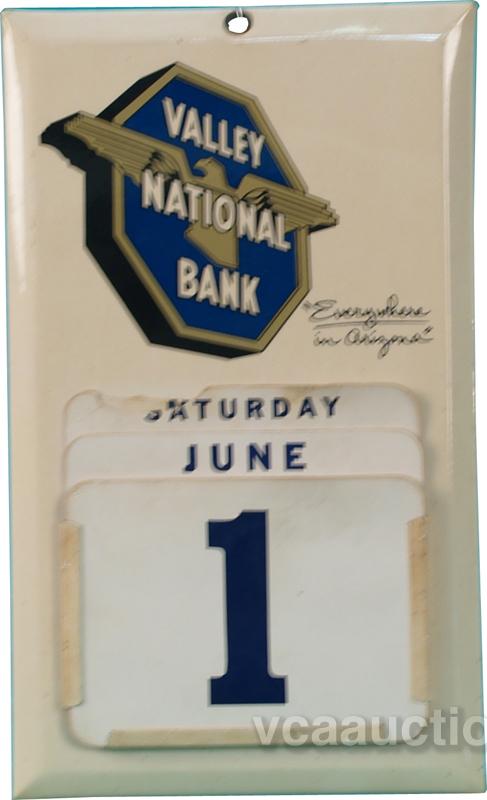 VALLEY
NATIONAL
BANK
"Everywhere
in Arizona"
SATURDAY
JUNE
1
vcaauctio